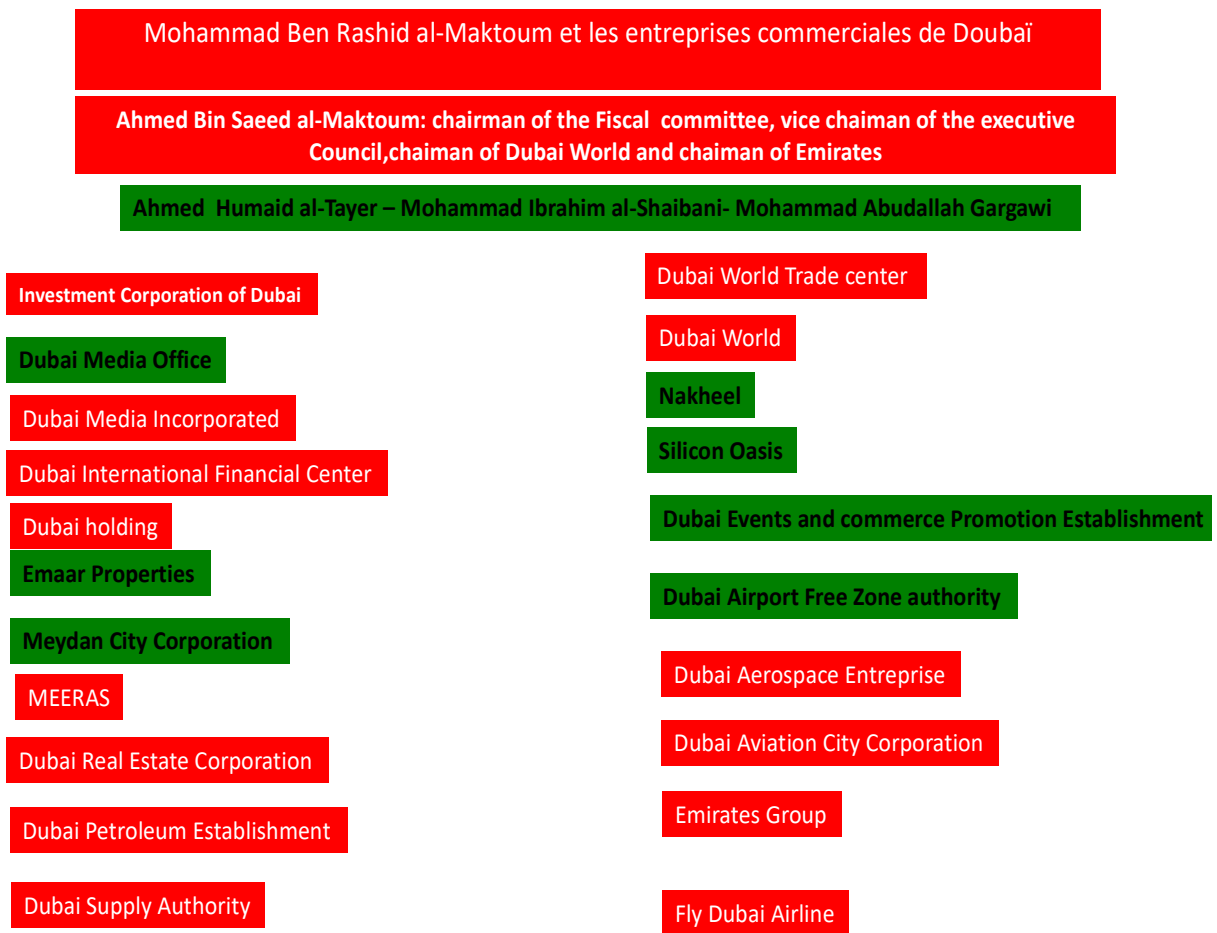 Mohammad Ben Rashid al-Maktoum et les entreprises commerciales de Doubaï
Ahmed Bin Saeed al-Maktoum: chairman of the Fiscal  committee, vice chaiman of the executive
Council,chaiman of Dubai World and chaiman of Emirates
Ahmed  Humaid al-Tayer – Mohammad Ibrahim al-Shaibani- Mohammad Abudallah Gargawi
Investment Corporation of Dubai
Dubai Media Office
Dubai Media Incorporated
Dubai International Financial Center
Dubai holding
Emaar Properties
Meydan City Corporation
MEERAS
Dubai Real Estate Corporation
Dubai Petroleum Establishment
Dubai Supply Authority
Dubai World Trade center
Dubai World
Nakheel
Silicon Oasis
Dubai Events and commerce Promotion Establishment
Dubai Airport Free Zone authority
Dubai Aerospace Entreprise
Dubai Aviation City Corporation
Emirates Group
Fly Dubai Airline